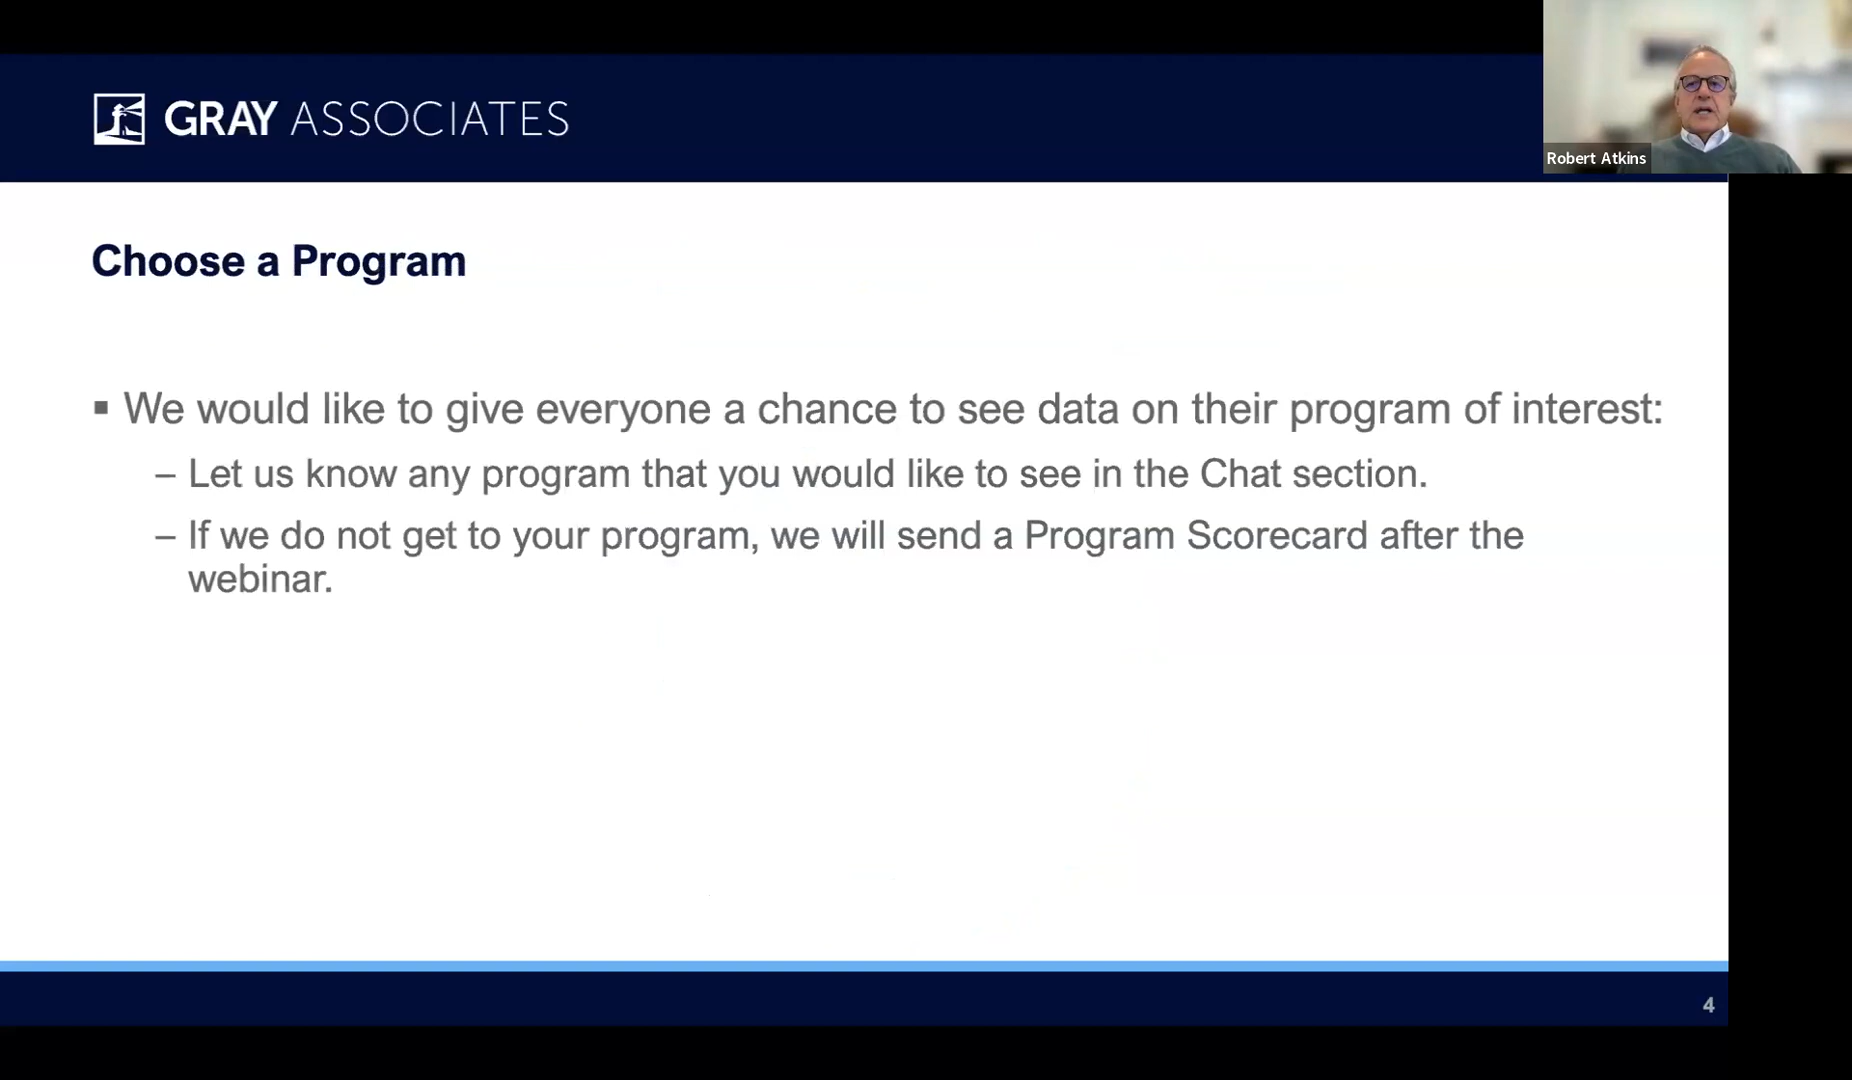 GRAY ASSOCIATES
Robert Atkins
Choose a Program
▪ We would like to give everyone a chance to see data on their program of interest:
– Let us know any program that you would like to see in the Chat section.
– If we do not get to your program, we will send a Program Scorecard after the
webinar.
4